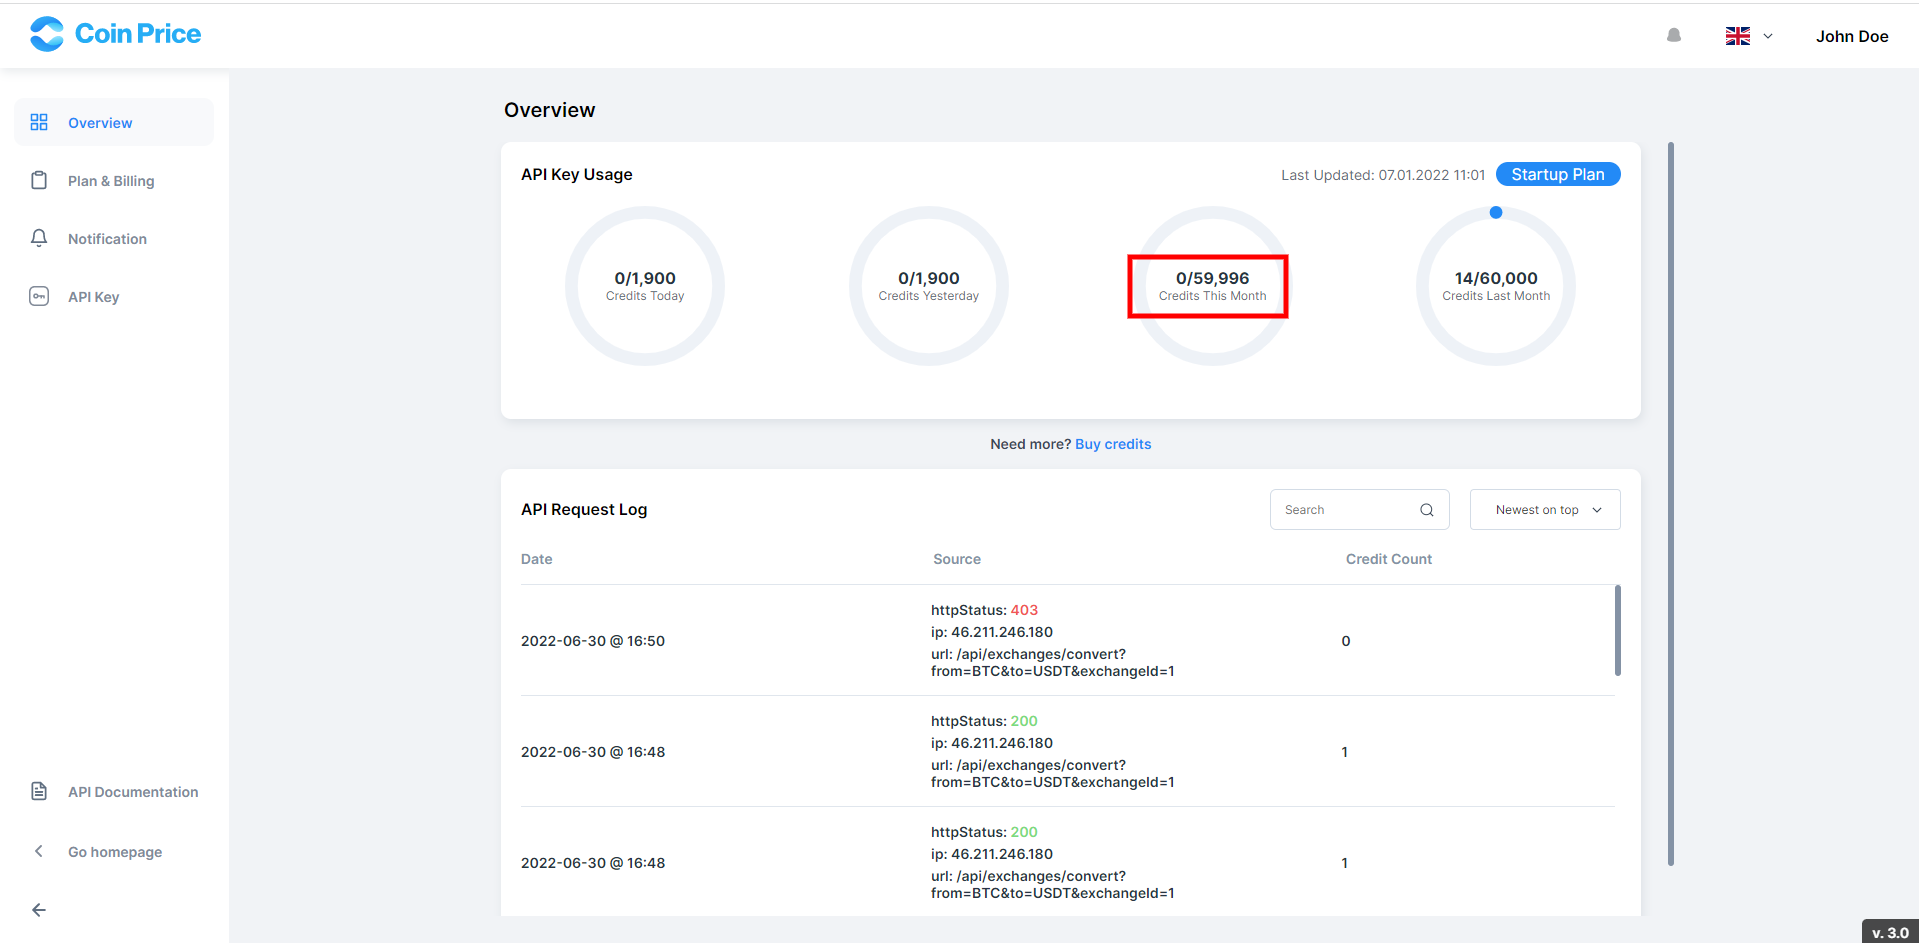 Coin Price
John Doe
Overview
Plan & Billing
Notification
API Key
API Documentation
Go homepage
Overview
API Key Usage
Last Updated: 07.01.2022 11:01
Startup Plan
0/1,900
Credits Today
0/1,900
Credits Yesterday
0/59,996
Credits This Month
14/60,000
Credits Last Month
Need more? Buy credits
API Request Log
Search
Newest on top
Date
Source
Credit Count
2022-06-30 @ 16:50
httpStatus: 403
ip: 46.211.246.180
url: /api/exchanges/convert?
from=BTC&to=USDT&exchangeId=1
0
2022-06-30 @ 16:48
httpStatus: 200
ip: 46.211.246.180
url: /api/exchanges/convert?
from=BTC&to=USDT&exchangeId=1
1
2022-06-30 @ 16:48
httpStatus: 200
ip: 46.211.246.180
url: /api/exchanges/convert?
from=BTC&to=USDT&exchangeId=1
1
v. 3.0